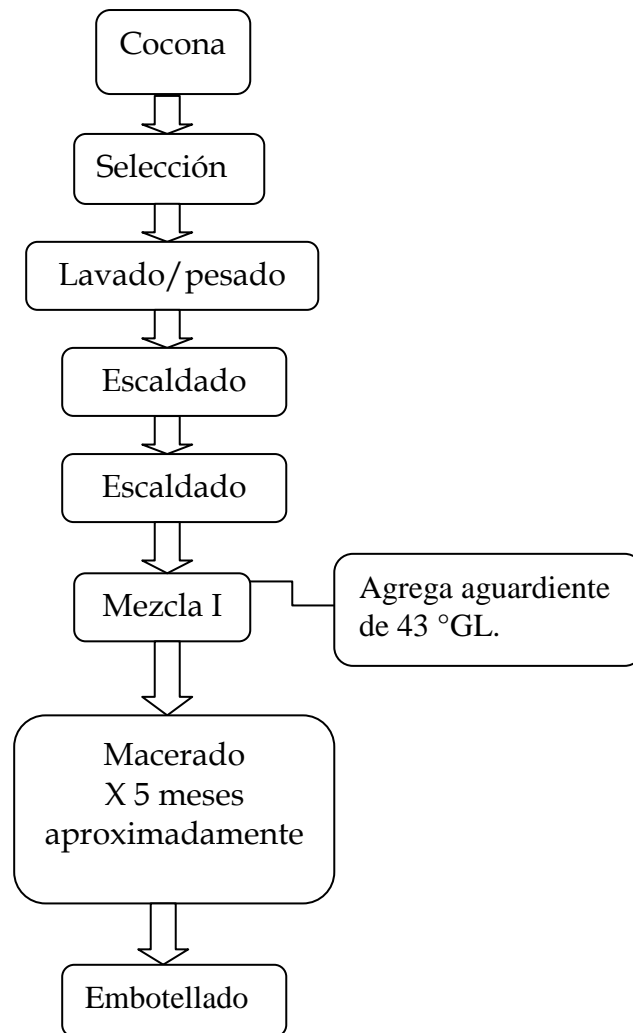 Cocona
Selección
Lavado/pesado
Escaldado
Escaldado
Mezcla I
Agrega aguardiente
de 43 °GL.
Macerado
X 5 meses
aproximadamente
Embotellado